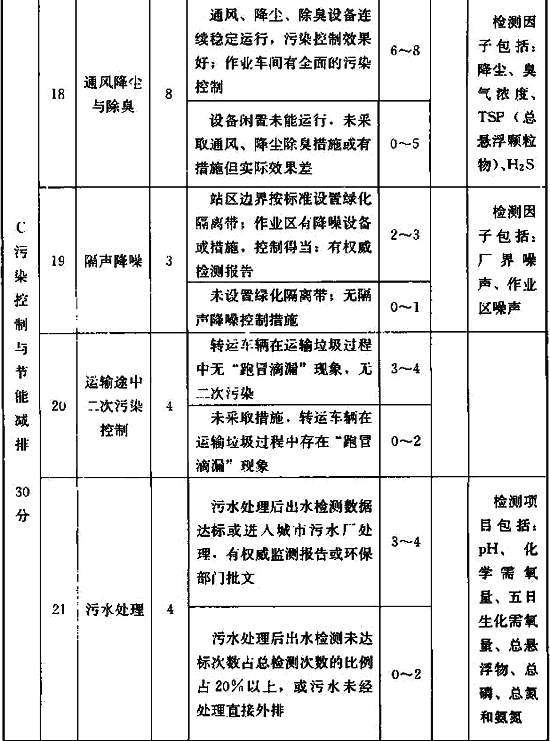 C
污
染
控
制
与
节
能
减
排
30
分
18
通风降尘
与除臭
8
通风、降尘、除臭设备连
续稳定运行，污染控制效果
好；作业车间有全面的污染
控制
6～8
设备闲置未能运行，未采
取通风、降尘除臭措施或有
措施但实际效果差
0～5
检测因
子包括：
降尘、臭
气浓度、
TSP（总
悬浮颗粒
物）、H₂S
19
隔声降噪
3
站区边界按标准设置绿化
隔离带；作业区有降噪设备
或措施，控制得当；有权威
检测报告
2～3
未设置绿化隔离带；无隔
声降噪控制措施
0～1
检测因
子包括：
厂界噪
声、作业
区噪声
20
运输途中
二次污染
控制
4
转运车辆在运输垃圾过程
中无“跑冒滴漏”现象，无
二次污染
3～4
未采取措施，转运车辆在
运输垃圾过程中存在“跑冒
滴漏”现象
0～2
21
污水处理
4
污水处理后出水检测数据
达标或进入城市污水厂处
理，有权威监测报告或环保
部门批文
3～4
污水处理后出水检测未达
标次数占总检测次数的比例
占20%以上，或污水未经
处理直接外排
0～2
检测项
目包括：
pH、化
学需氧
量、五日
生化需氧
量、总悬
浮物、总
磷、总氮
和氨氮